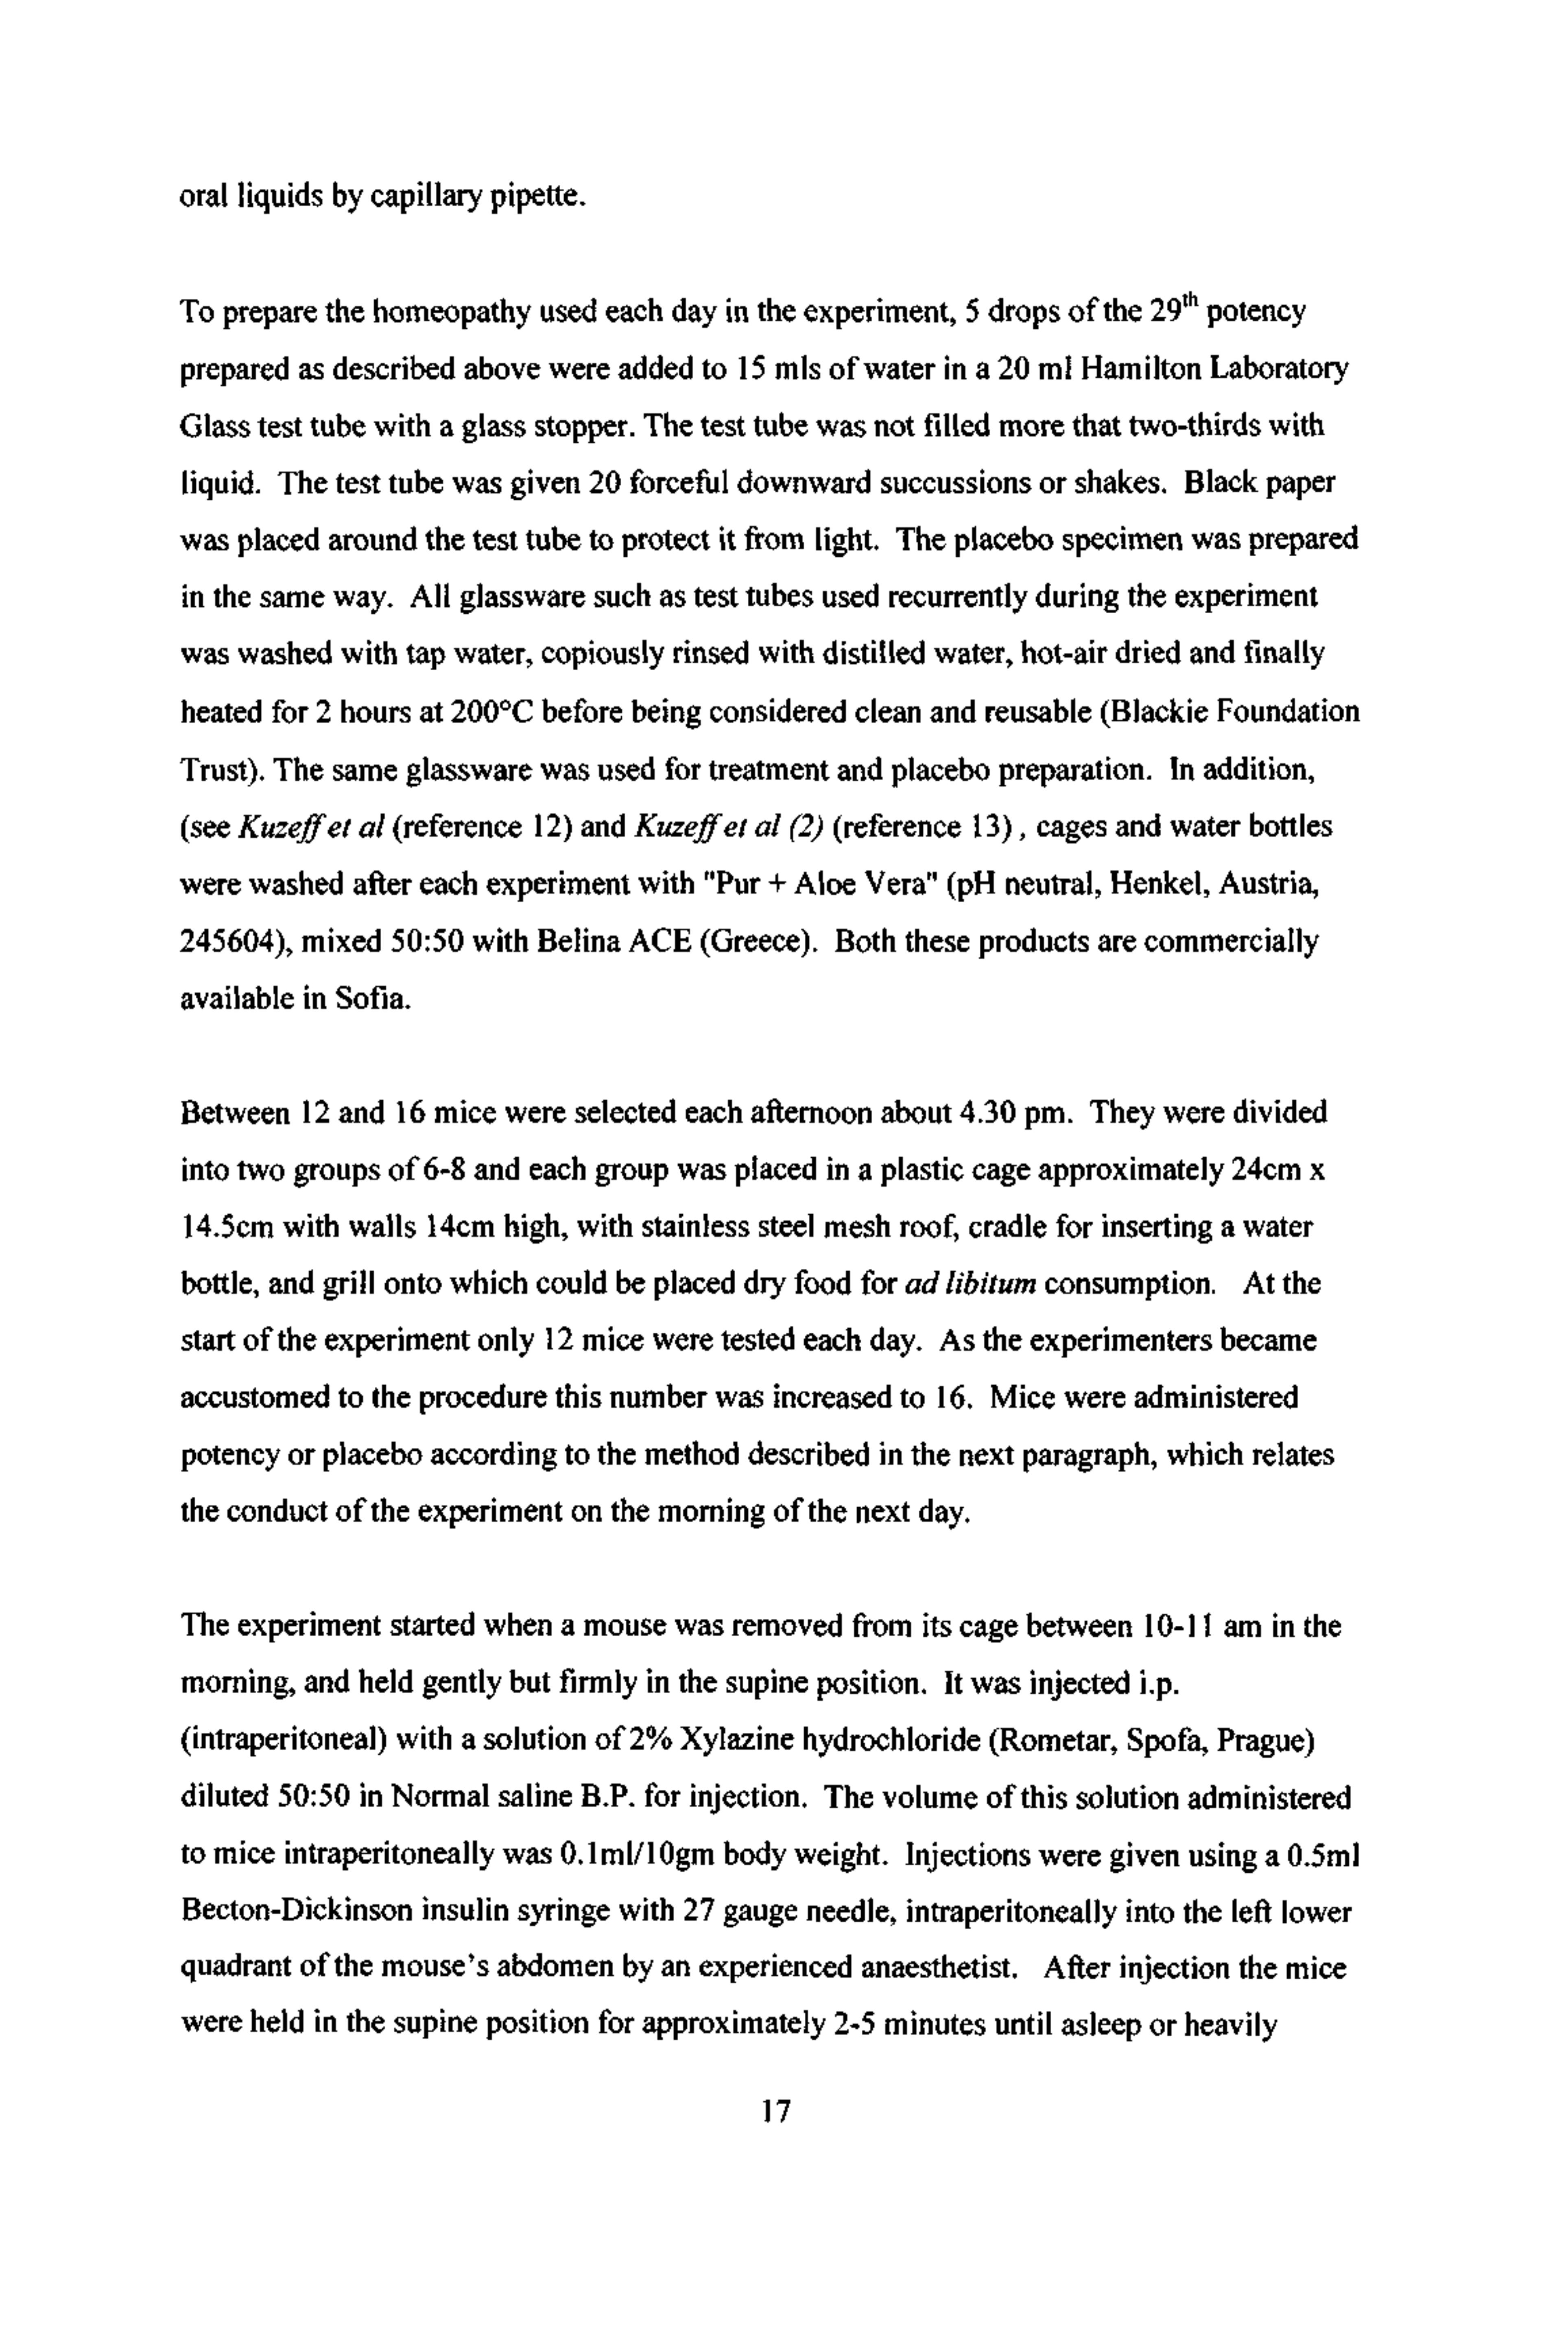 oral liquids by capillary pipette.
To prepare the homeopathy used each day in the experiment, 5 drops of the 29th potency
prepared as described above were added to 15 mls of water in a 20 ml Hamilton Laboratory
Glass test tube with a glass stopper. The test tube was not filled more that two-thirds with
liquid. The test tube was given 20 forceful downward succussions or shakes. Black paper
was placed around the test tube to protect it from light. The placebo specimen was prepared
in the same way. All glassware such as test tubes used recurrently during the experiment
was washed with tap water, copiously rinsed with distilled water, hot-air dried and finally
heated for 2 hours at 200°C before being considered clean and reusable (Blackie Foundation
Trust). The same glassware was used for treatment and placebo preparation. In addition,
(see Kuzeff et al (reference 12) and Kuzeff et al (2) (reference 13) , cages and water bottles
were washed after each experiment with "Pur + Aloe Vera" (pH neutral, Henkel, Austria,
245604), mixed 50:50 with Belina ACE (Greece). Both these products are commercially
available in Sofia.
Between 12 and 16 mice were selected each afternoon about 4.30 pm. They were divided
into two groups of 6-8 and each group was placed in a plastic cage approximately 24cm x
14.5cm with walls 14cm high, with stainless steel mesh roof, cradle for inserting a water
bottle, and grill onto which could be placed dry food for ad libitum consumption. At the
start of the experiment only 12 mice were tested each day. As the experimenters became
accustomed to the procedure this number was increased to 16. Mice were administered
potency or placebo according to the method described in the next paragraph, which relates
the conduct of the experiment on the morning of the next day.
The experiment started when a mouse was removed from its cage between 10-11 am in the
morning, and held gently but firmly in the supine position. It was injected i.p.
(intraperitoneal) with a solution of 2% Xylazine hydrochloride (Rometar, Spofa, Prague)
diluted 50:50 in Normal saline B.P. for injection. The volume of this solution administered
to mice intraperitoneally was 0.1ml/10gm body weight. Injections were given using a 0.5ml
Becton-Dickinson insulin syringe with 27 gauge needle, intraperitoneally into the left lower
quadrant of the mouse's abdomen by an experienced anaesthetist. After injection the mice
were held in the supine position for approximately 2-5 minutes until asleep or heavily
17